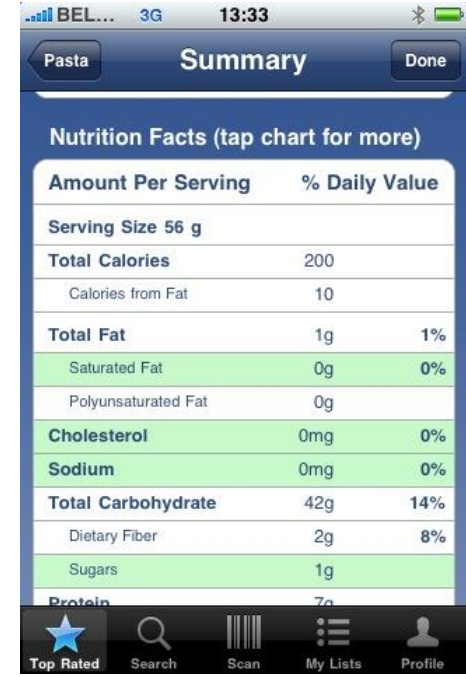 BEL... 3G 13:33
Pasta Summary Done
Nutrition Facts (tap chart for more)
Amount Per Serving % Daily Value
Serving Size 56 g
Total Calories 200
Calories from Fat 10
Total Fat 1g 1%
Saturated Fat 0g 0%
Polyunsaturated Fat 0g
Cholesterol 0mg 0%
Sodium 0mg 0%
Total Carbohydrate 42g 14%
Dietary Fiber 2g 8%
Sugars 1g
Protein 7g
Top Rated Search Scan My Lists Profile